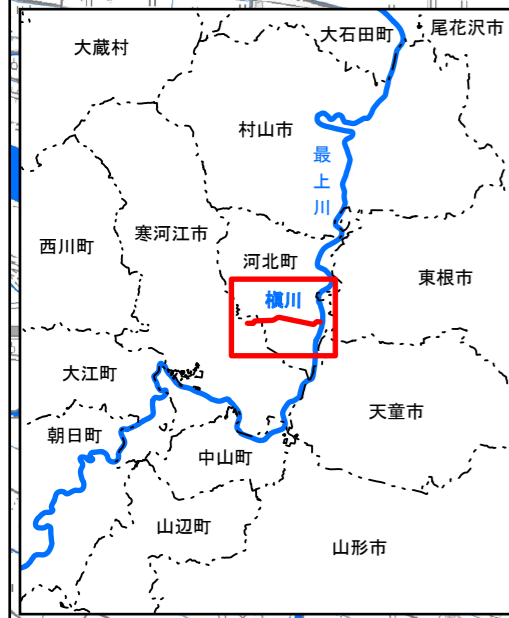 大蔵村
大石田町
尾花沢市
村山市
最上川
西川町
寒河江市
河北町
東根市
槇川
大江町
朝日町
天童市
中山町
山辺町
山形市